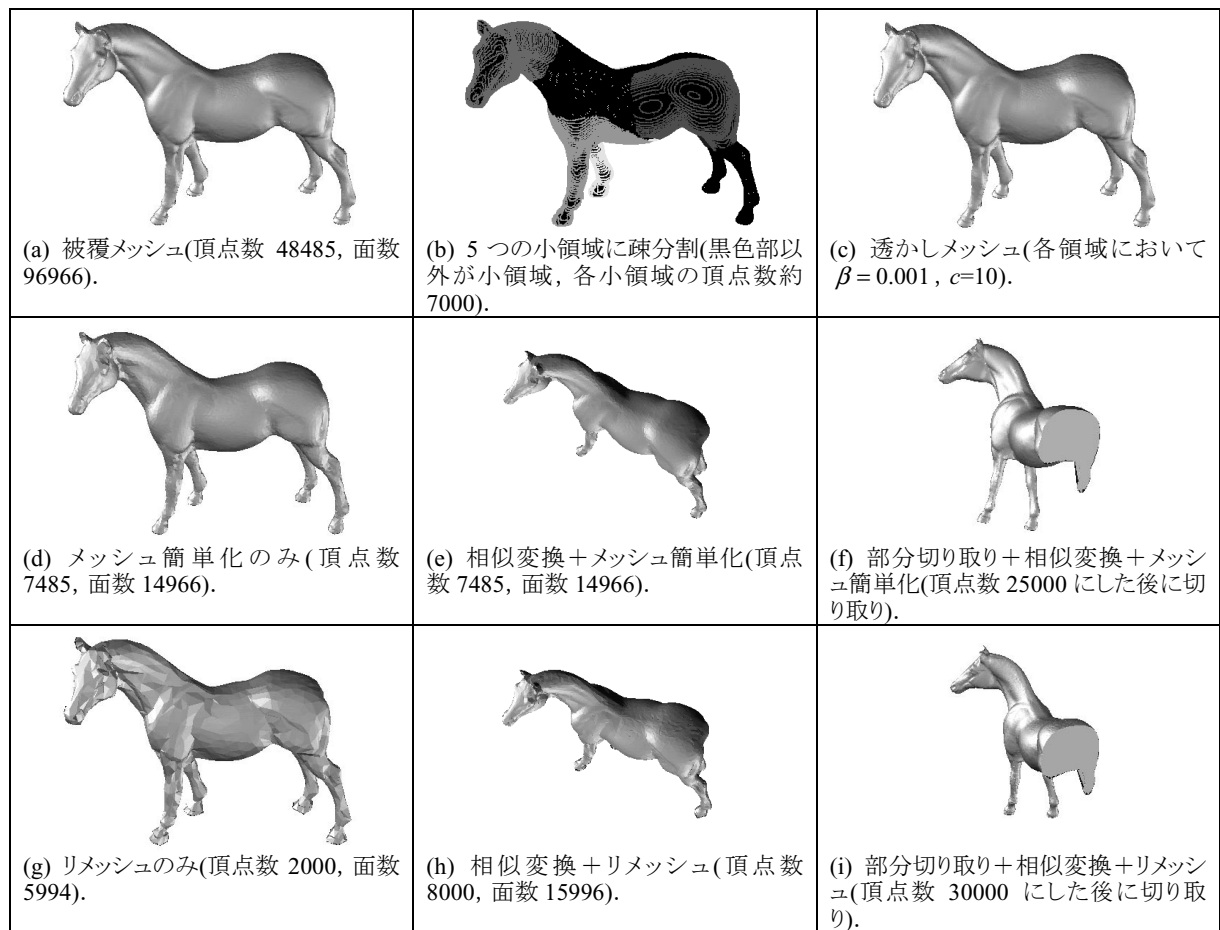 (a) 被覆メッシュ(頂点数 48485, 面数
96966).
(b) 5 つの小領域に疎分割(黒色部以
外が小領域, 各小領域の頂点数約
7000).
(c) 透かしメッシュ(各領域において
β = 0.001 , c=10).
(d) メッシュ簡単化のみ(頂点数
7485, 面数 14966).
(e) 相似変換＋メッシュ簡単化(頂点
数 7485, 面数 14966).
(f) 部分切り取り＋相似変換＋メッシ
ュ簡単化(頂点数 25000 にした後に切
り取り).
(g) リメッシュのみ(頂点数 2000, 面数
5994).
(h) 相似変換＋リメッシュ(頂点数
8000, 面数 15996).
(i) 部分切り取り＋相似変換＋リメッシ
ュ(頂点数 30000 にした後に切り取
り).